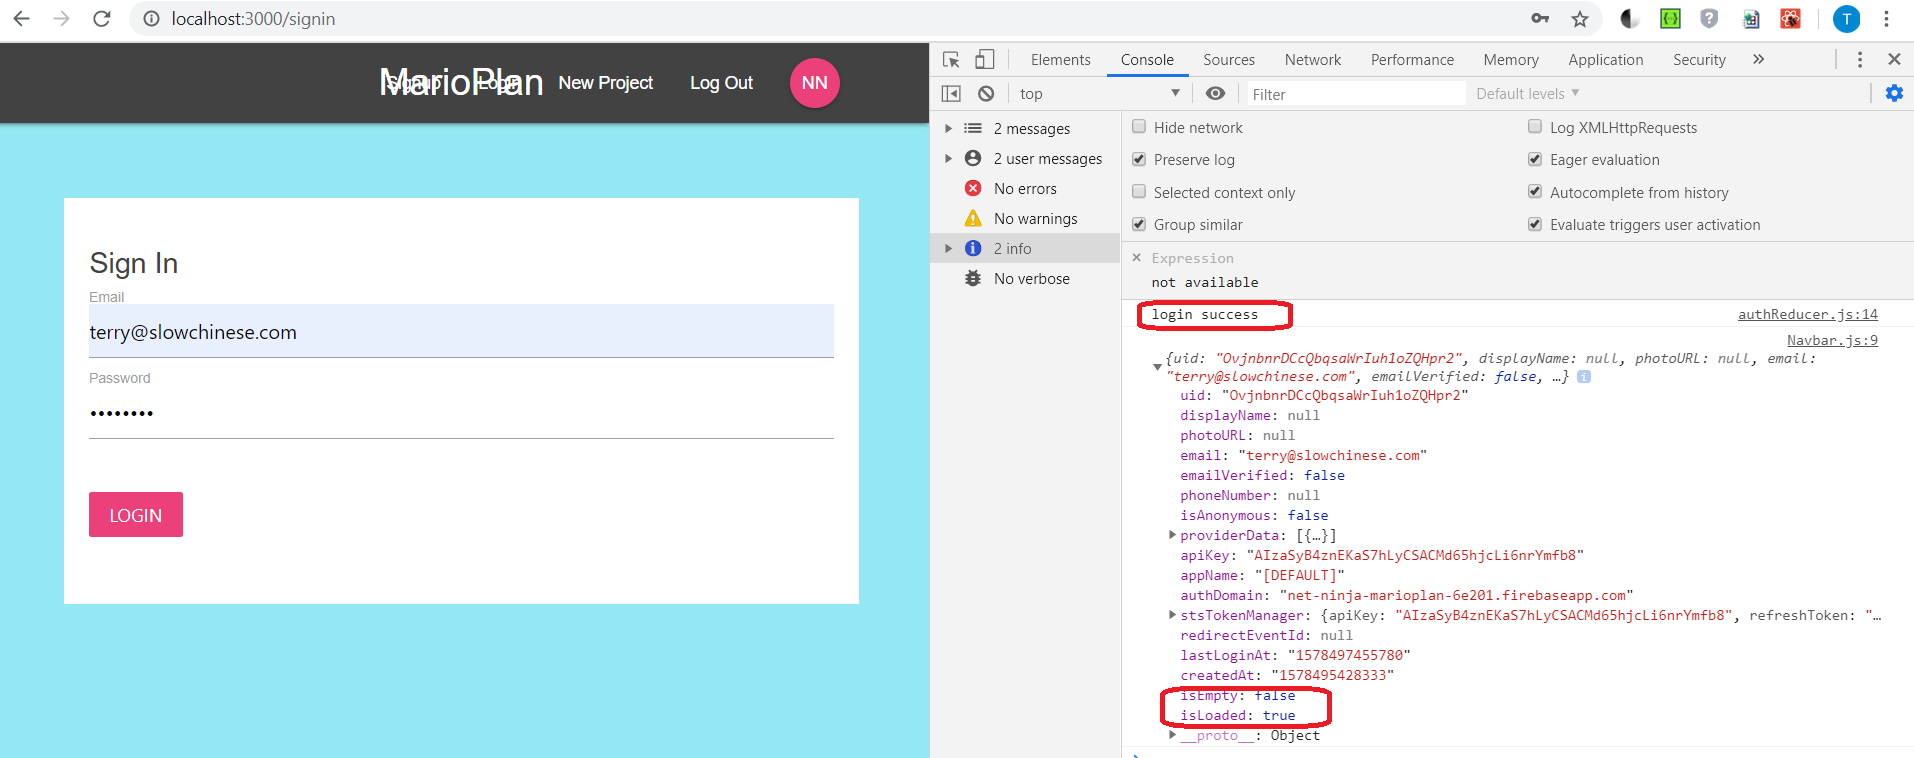 localhost:3000/signin
T
MarioPlan
Signup
Login
New Project
Log Out
NN
Sign In
Email
terry@slowchinese.com
Password
••••••••
LOGIN
Elements Console Sources Network Performance Memory Application Security »
top
Filter
Default levels
2 messages
2 user messages
No errors
No warnings
2 info
No verbose
Hide network
Log XMLHttpRequests
Preserve log
Eager evaluation
Selected context only
Autocomplete from history
Group similar
Evaluate triggers user activation
Expression
not available
login success authReducer.js:14
Navbar.js:9
{uid: "OvjnbnrDCcQbqsaWrIuh1oZQHpr2", displayName: null, photoURL: null, email:
"terry@slowchinese.com", emailVerified: false, …} i
uid: "OvjnbnrDCcQbqsaWrIuh1oZQHpr2"
displayName: null
photoURL: null
email: "terry@slowchinese.com"
emailVerified: false
phoneNumber: null
isAnonymous: false
providerData: [{…}]
apiKey: "AIzaSyB4znEKaS7hLyCSACMd65hjcLi6nrYmfb8"
appName: "[DEFAULT]"
authDomain: "net-ninja-marioplan-6e201.firebaseapp.com"
stsTokenManager: {apiKey: "AIzaSyB4znEKaS7hLyCSACMd65hjcLi6nrYmfb8", refreshToken: "…
redirectEventId: null
lastLoginAt: "1578497455780"
createdAt: "1578495428333"
isEmpty: false
isLoaded: true
__proto__: Object